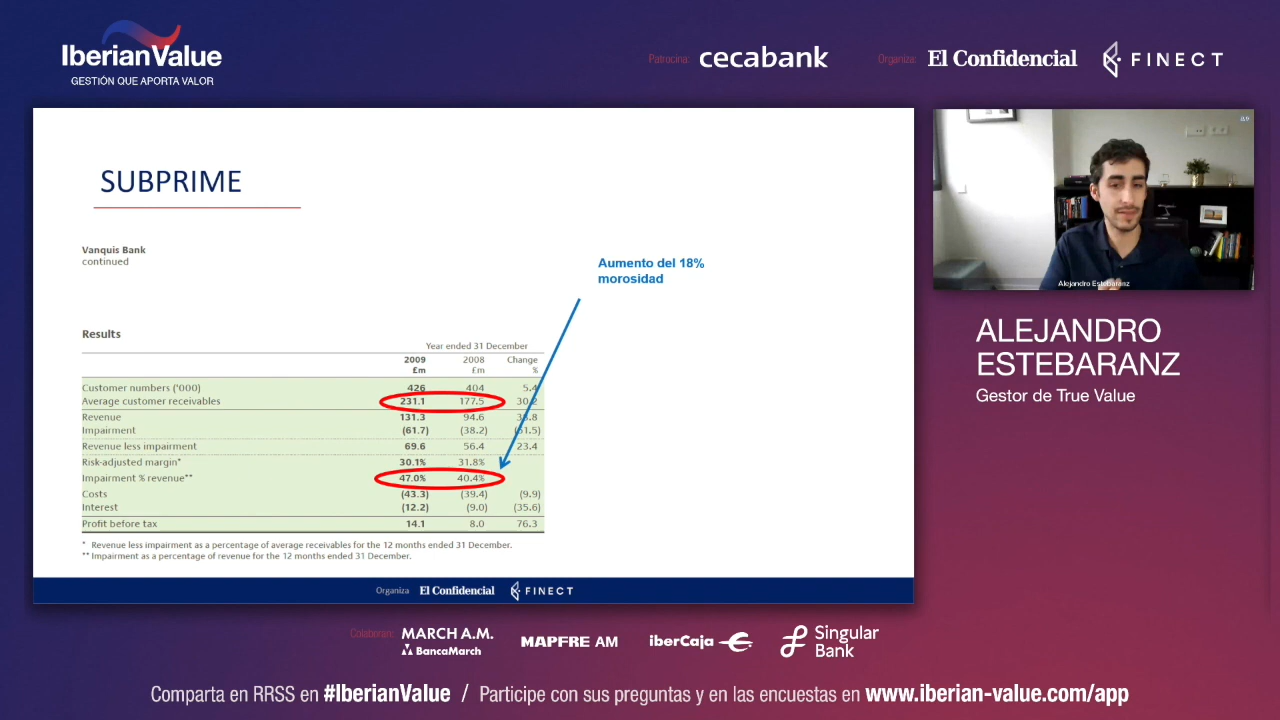 IberianValue
GESTIÓN QUE APORTA VALOR
Patrocina: cecabank
Organiza: El Confidencial FINECT
SUBPRIME
Vanquis Bank
continued
Aumento del 18%
morosidad
Results
Year ended 31 December
2009 2008 Change
£m £m %
Customer numbers ('000) 426 404 5.4
Average customer receivables 231.1 177.5 30.2
Revenue 131.3 94.6 38.8
Impairment (61.7) (38.2) (61.5)
Revenue less impairment 69.6 56.4 23.4
Risk-adjusted margin* 30.1% 31.8%
Impairment % revenue** 47.0% 40.4%
Costs (43.3) (39.4) (9.9)
Interest (12.2) (9.0) (35.6)
Profit before tax 14.1 8.0 76.3
* Revenue less impairment as a percentage of average receivables for the 12 months ended 31 December.
** Impairment as a percentage of revenue for the 12 months ended 31 December.
Organiza El Confidencial FINECT
Alejandro Estebaranz
ALEJANDRO
ESTEBARANZ
Gestor de True Value
Colaboran: MARCH A.M.
BancaMarch
MAPFRE AM
iberCaja
Singular
Bank
Comparta en RRSS en #IberianValue / Participe con sus preguntas y en las encuestas en www.iberian-value.com/app